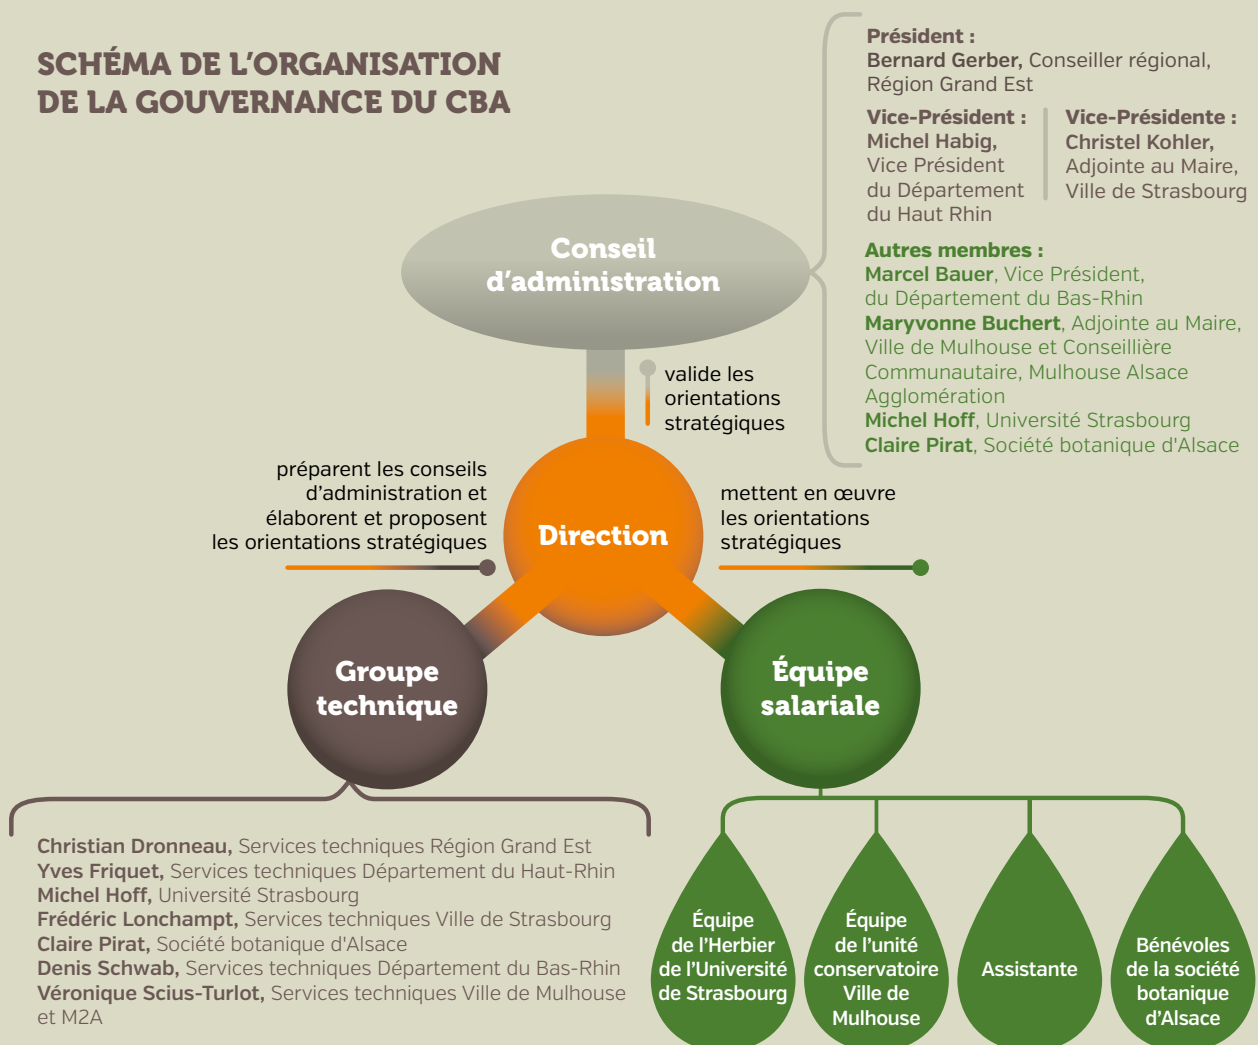 SCHÉMA DE L'ORGANISATION
DE LA GOUVERNANCE DU CBA
Président :
Bernard Gerber, Conseiller régional,
Région Grand Est
Vice-Président :
Michel Habig,
Vice Président
du Département
du Haut Rhin
Vice-Présidente :
Christel Kohler,
Adjointe au Maire,
Ville de Strasbourg
Autres membres :
Marcel Bauer, Vice Président,
du Département du Bas-Rhin
Maryvonne Buchert, Adjointe au Maire,
Ville de Mulhouse et Conseillière
Communautaire, Mulhouse Alsace
Agglomération
Michel Hoff, Université Strasbourg
Claire Pirat, Société botanique d'Alsace
Conseil
d'administration
valide les
orientations
stratégiques
préparent les conseils
d'administration et
élaborent et proposent
les orientations stratégiques
Direction
mettent en œuvre
les orientations
stratégiques
Groupe
technique
Équipe
salariale
Christian Dronneau, Services techniques Région Grand Est
Yves Friquet, Services techniques Département du Haut-Rhin
Michel Hoff, Université Strasbourg
Frédéric Lonchampt, Services techniques Ville de Strasbourg
Claire Pirat, Société botanique d'Alsace
Denis Schwab, Services techniques Département du Bas-Rhin
Véronique Scius-Turlot, Services techniques Ville de Mulhouse
et M2A
Équipe
de l'Herbier
de l'Université
de Strasbourg
Équipe
de l'unité
conservatoire
Ville de
Mulhouse
Assistante
Bénévoles
de la société
botanique
d'Alsace